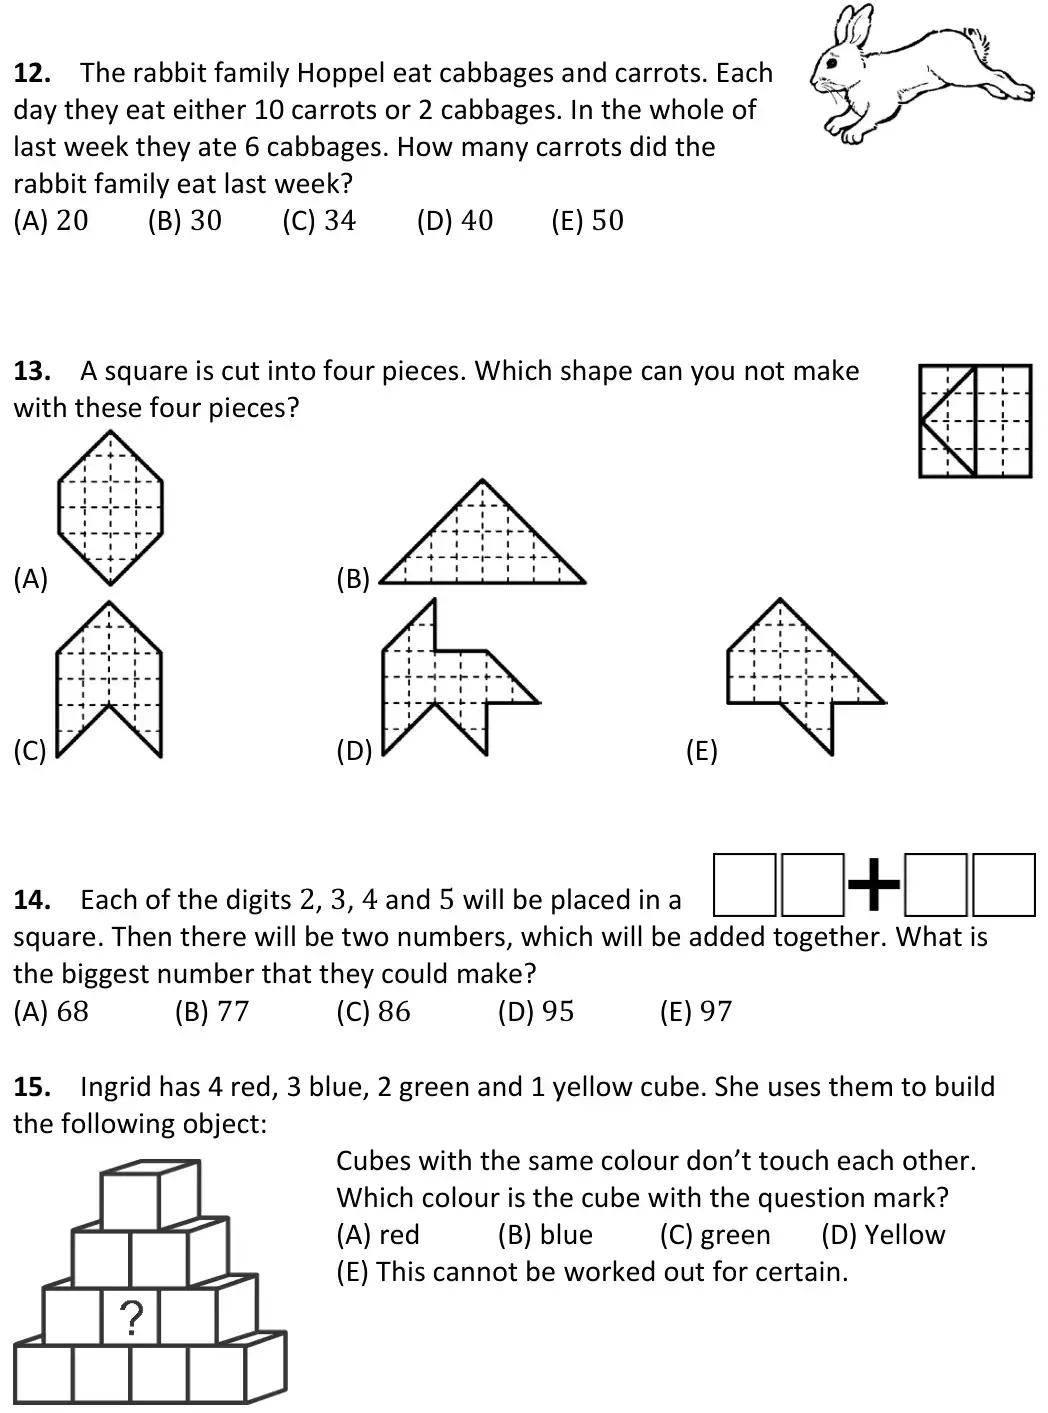 12. The rabbit family Hoppel eat cabbages and carrots. Each
day they eat either 10 carrots or 2 cabbages. In the whole of
last week they ate 6 cabbages. How many carrots did the
rabbit family eat last week?
(A) 20 (B) 30 (C) 34 (D) 40 (E) 50
13. A square is cut into four pieces. Which shape can you not make
with these four pieces?
(A) (B)
(C) (D) (E)
+
14. Each of the digits 2, 3, 4 and 5 will be placed in a
square. Then there will be two numbers, which will be added together. What is
the biggest number that they could make?
(A) 68 (B) 77 (C) 86 (D) 95 (E) 97
15. Ingrid has 4 red, 3 blue, 2 green and 1 yellow cube. She uses them to build
the following object:
Cubes with the same colour don’t touch each other.
Which colour is the cube with the question mark?
(A) red (B) blue (C) green (D) Yellow
(E) This cannot be worked out for certain.
?